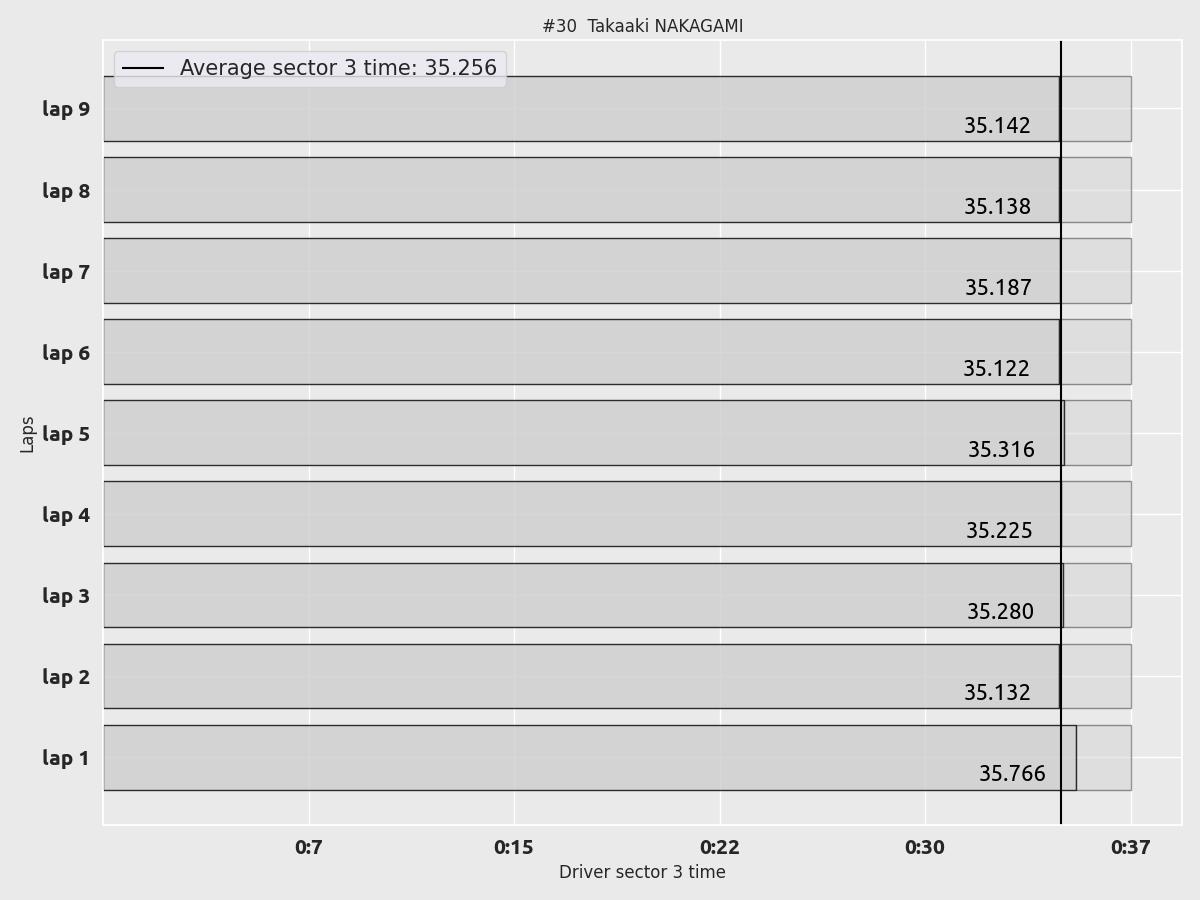 #30  Takaaki NAKAGAMI
Average sector 3 time: 35.256
lap 9
35.142
lap 8
35.138
lap 7
35.187
lap 6
35.122
lap 5
35.316
lap 4
35.225
lap 3
35.280
lap 2
35.132
lap 1
35.766
Laps
0:7 0:15 0:22 0:30 0:37
Driver sector 3 time